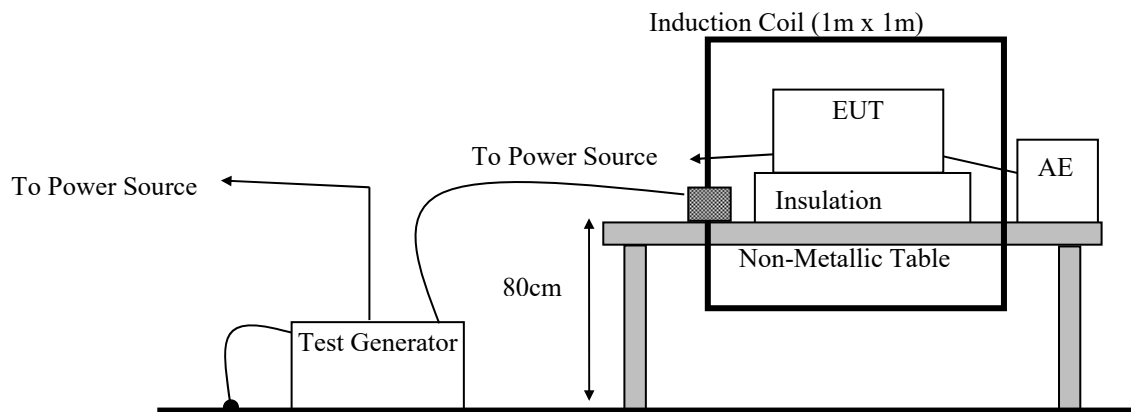 Induction Coil (1m x 1m)
EUT
To Power Source
AE
To Power Source
Insulation
Non-Metallic Table
80cm
Test Generator